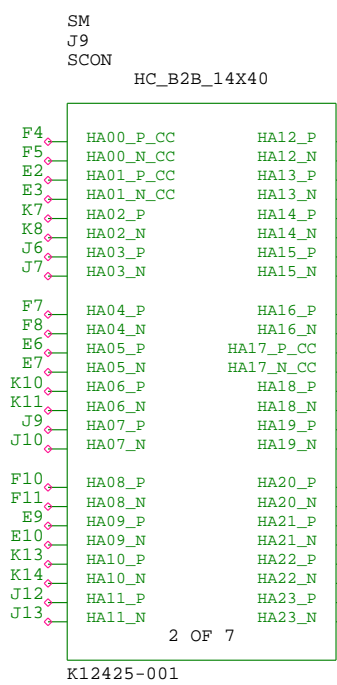 SM
J9
SCON
HC_B2B_14X40
F4 HA00_P_CC HA12_P
F5 HA00_N_CC HA12_N
E2 HA01_P_CC HA13_P
E3 HA01_N_CC HA13_N
K7 HA02_P HA14_P
K8 HA02_N HA14_N
J6 HA03_P HA15_P
J7 HA03_N HA15_N
F7 HA04_P HA16_P
F8 HA04_N HA16_N
E6 HA05_P HA17_P_CC
E7 HA05_N HA17_N_CC
K10 HA06_P HA18_P
K11 HA06_N HA18_N
J9 HA07_P HA19_P
J10 HA07_N HA19_N
F10 HA08_P HA20_P
F11 HA08_N HA20_N
E9 HA09_P HA21_P
E10 HA09_N HA21_N
K13 HA10_P HA22_P
K14 HA10_N HA22_N
J12 HA11_P HA23_P
J13 HA11_N HA23_N
2 OF 7
K12425-001